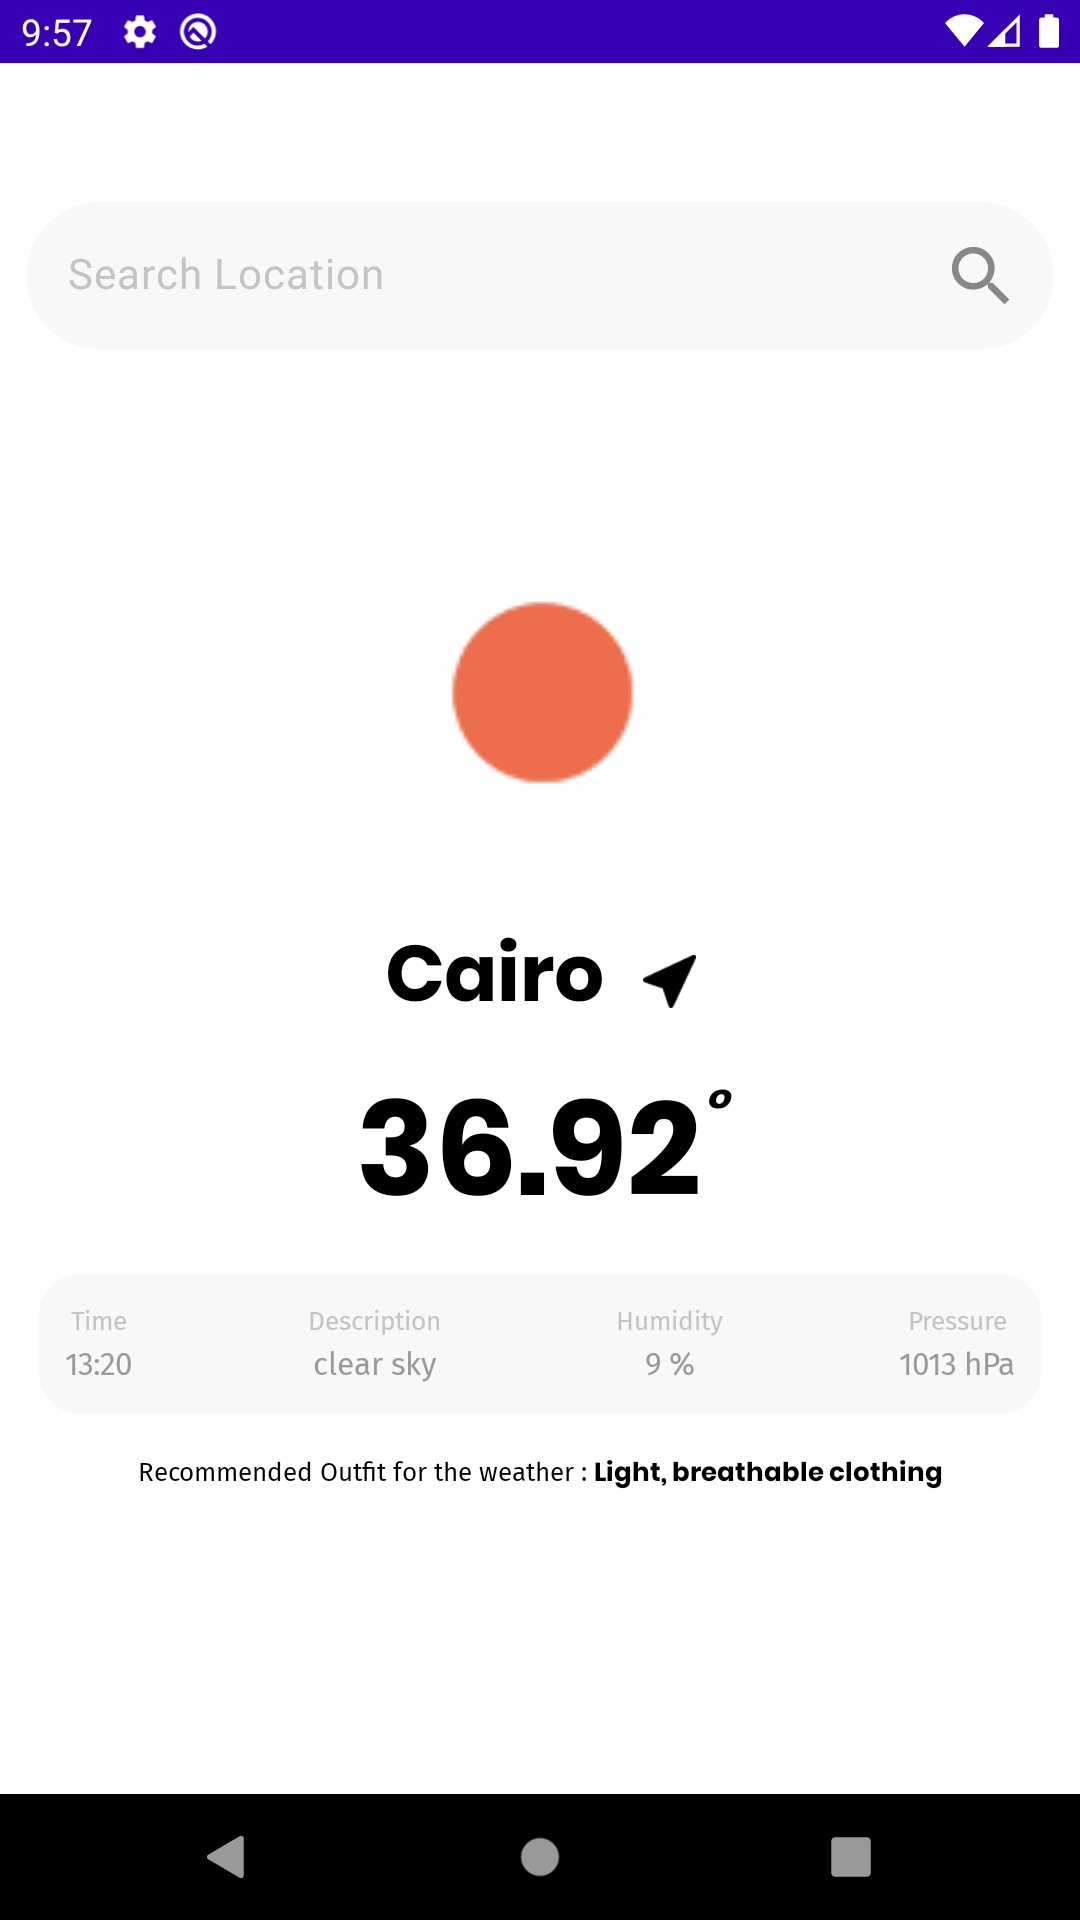 9:57
Search Location
Cairo
36.92°
Time Description Humidity Pressure
13:20 clear sky 9 % 1013 hPa
Recommended Outfit for the weather : Light, breathable clothing